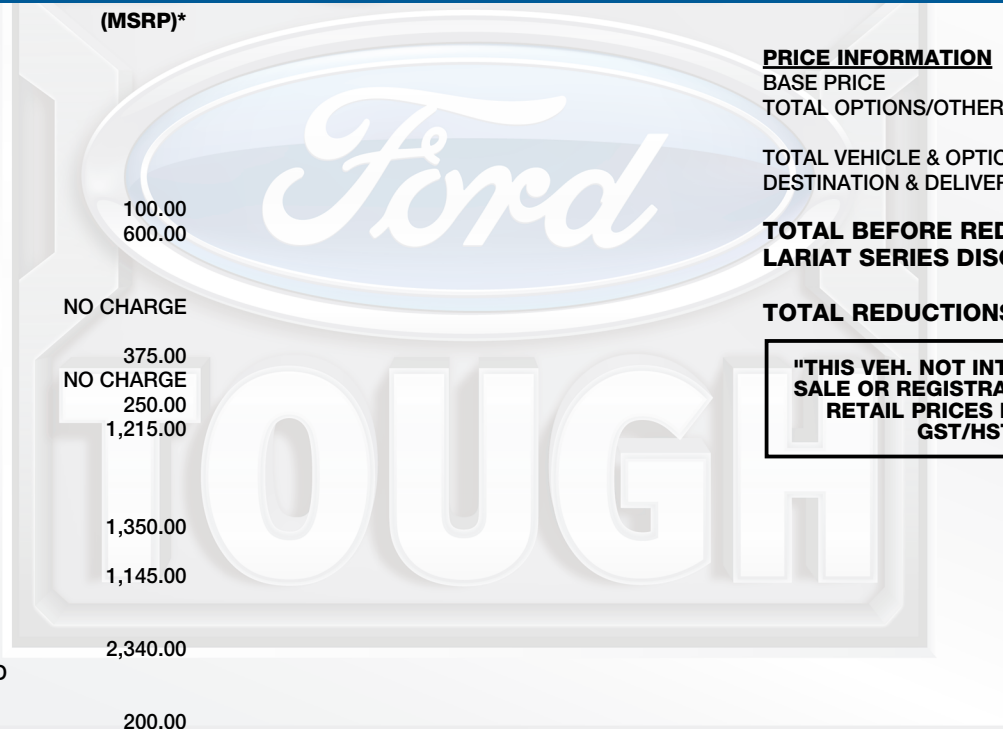 (MSRP)*
100.00
600.00
NO CHARGE
375.00
NO CHARGE
250.00
1,215.00
1,350.00
1,145.00
2,340.00
200.00
Ford
TOUGH
PRICE INFORMATION
BASE PRICE
TOTAL OPTIONS/OTHER
TOTAL VEHICLE & OPTIO
DESTINATION & DELIVER
TOTAL BEFORE RED
LARIAT SERIES DISC
TOTAL REDUCTIONS
"THIS VEH. NOT INT
SALE OR REGISTRA
RETAIL PRICES
GST/HST